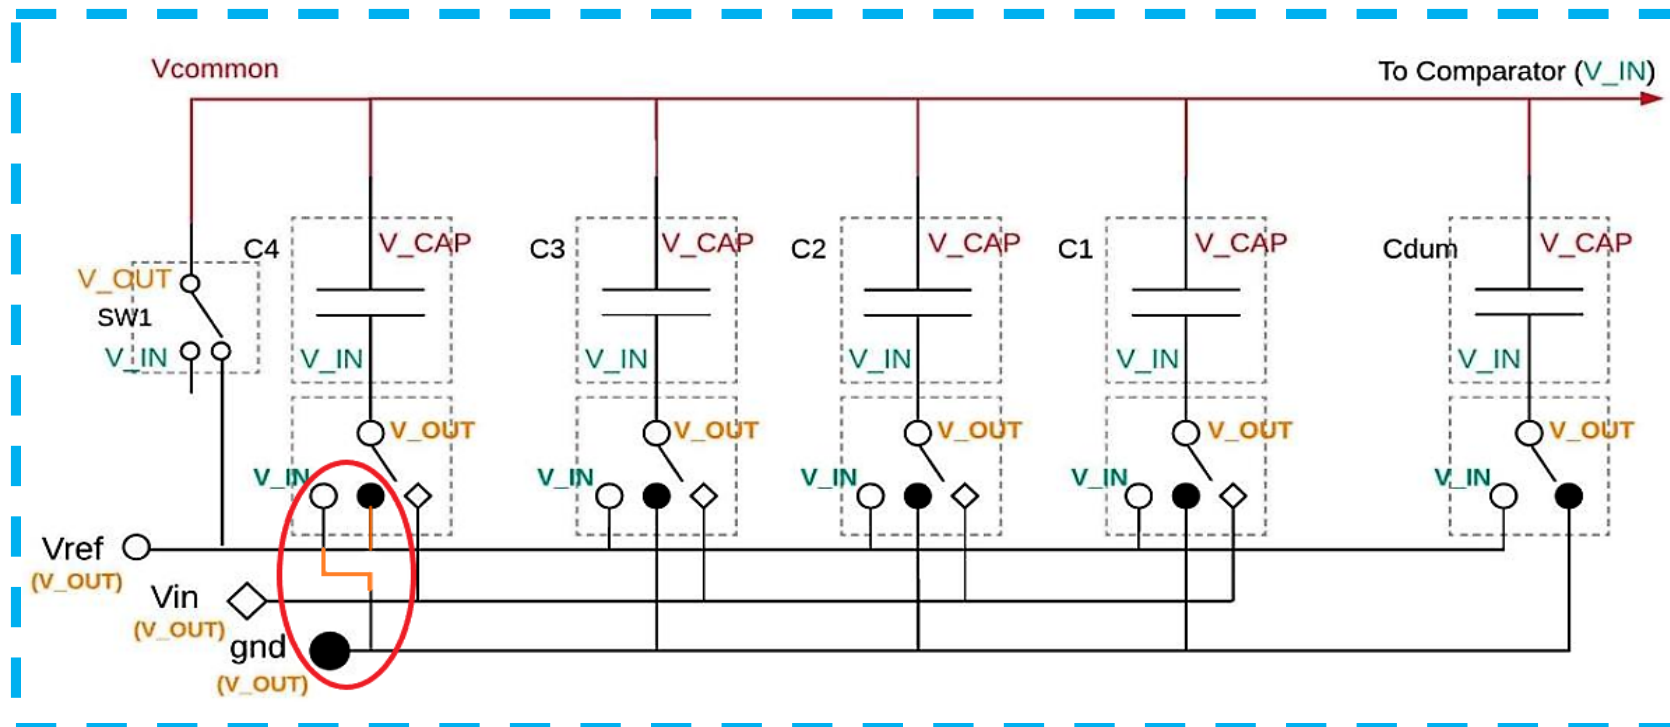 Vcommon
To Comparator (V_IN)
C4
V_CAP
C3
V_CAP
C2
V_CAP
C1
V_CAP
Cdum
V_CAP
V_OUT
SW1
V_IN
V_IN
V_IN
V_IN
V_IN
V_IN
V_OUT
V_OUT
V_OUT
V_OUT
V_OUT
V_IN
V_IN
V_IN
V_IN
V_IN
Vref
(V_OUT)
Vin
(V_OUT)
gnd
(V_OUT)